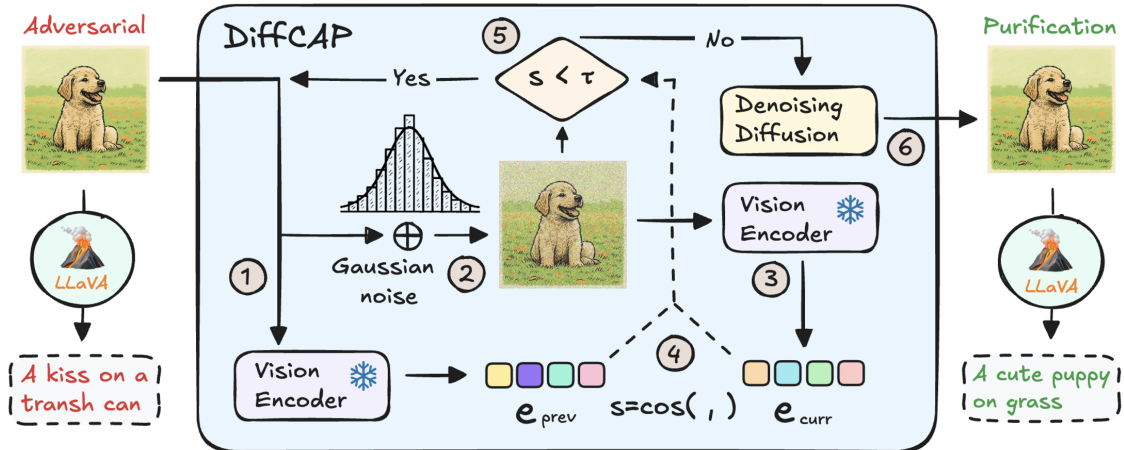 Adversarial
LLaVA
A kiss on a
transh can
DiffCAP
5
s < τ
Yes
No
Denoising
Diffusion
6
1
Gaussian
noise
2
Vision
Encoder
3
Vision
Encoder
e prev
4
s=cos( , )
e curr
Purification
LLaVA
A cute puppy
on grass